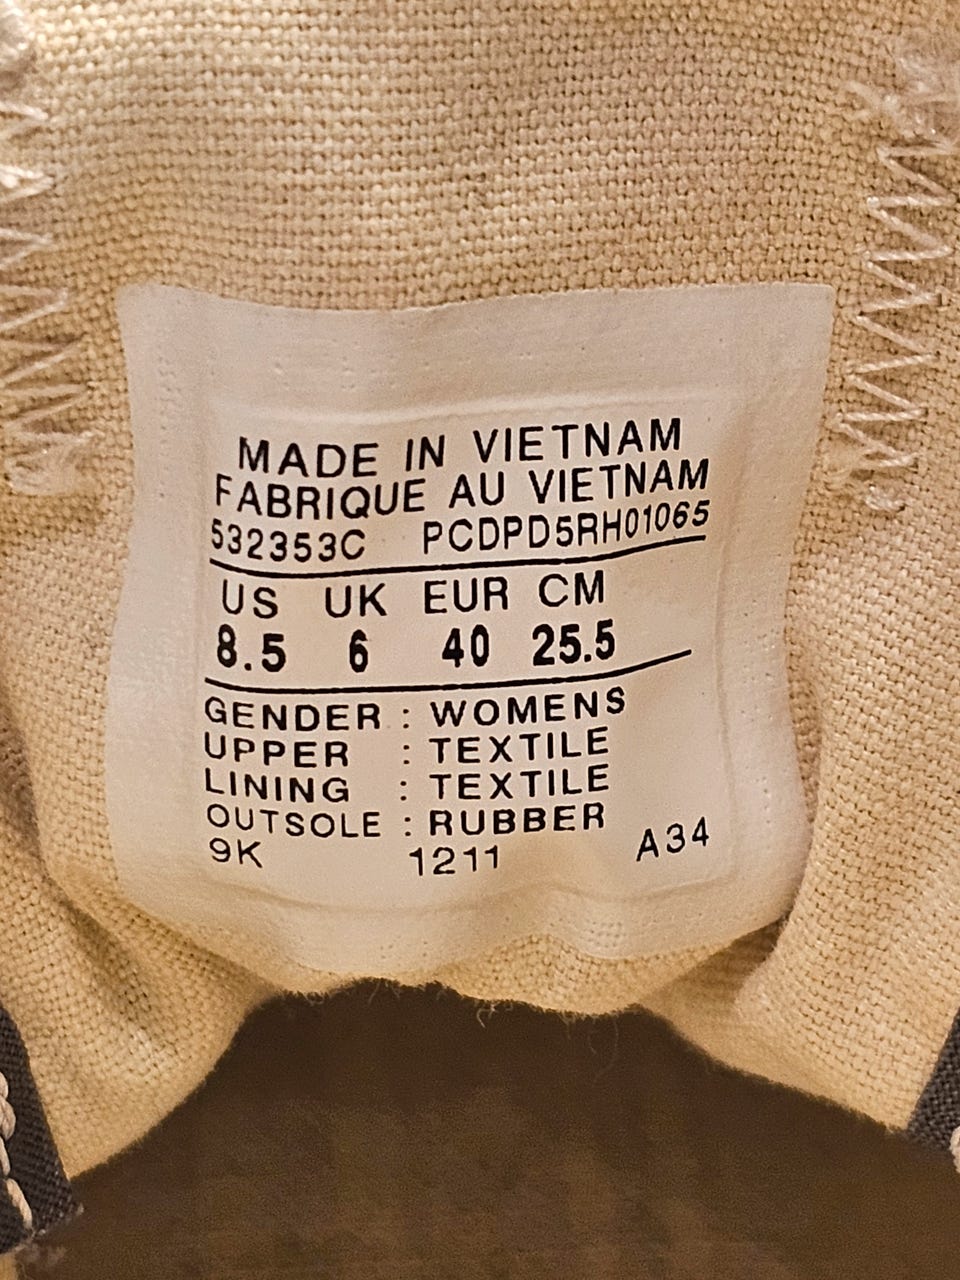 MADE IN VIETNAM
FABRIQUE AU VIETNAM
532353C PCDPD5RH01065
US UK EUR CM
8.5 6 40 25.5
GENDER : WOMENS
UPPER : TEXTILE
LINING : TEXTILE
OUTSOLE : RUBBER
9K 1211 A34